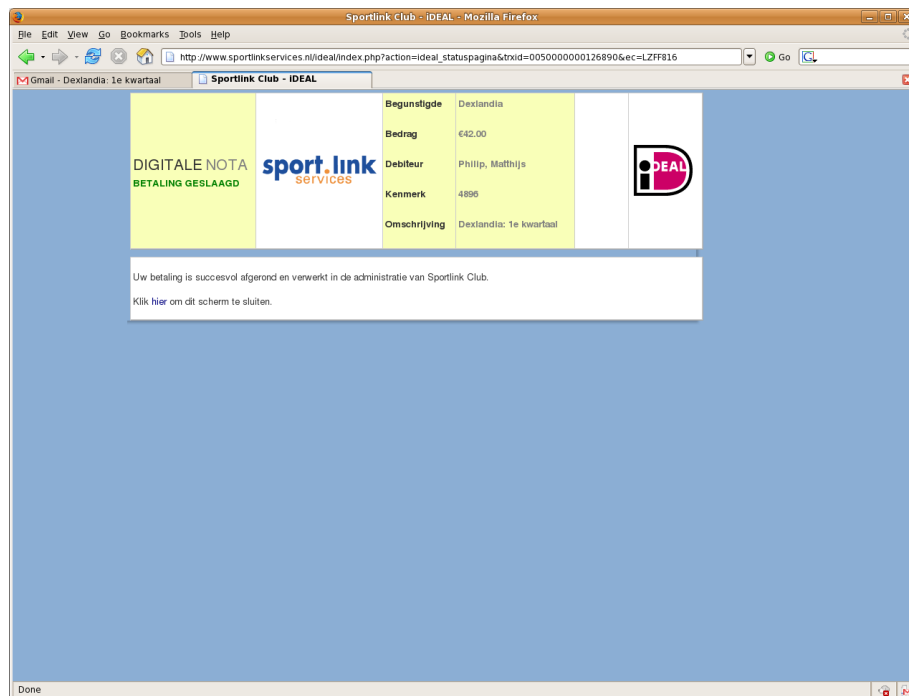 Sportlink Club - iDEAL - Mozilla Firefox
File Edit View Go Bookmarks Tools Help
http://www.sportlinkservices.nl/ideal/index.php?action=ideal_statuspagina&trxid=0050000000126890&ec=LZFF816
Go
G
Gmail - Dexlandia: 1e kwartaal
Sportlink Club - iDEAL
DIGITALE NOTA
BETALING GESLAAGD
sport.link
services
Begunstigde Dexlandia
Bedrag €42.00
Debiteur Philip, Matthijs
Kenmerk 4896
Omschrijving Dexlandia: 1e kwartaal
iDEAL
Uw betaling is succesvol afgerond en verwerkt in de administratie van Sportlink Club.
Klik hier om dit scherm te sluiten.
Done